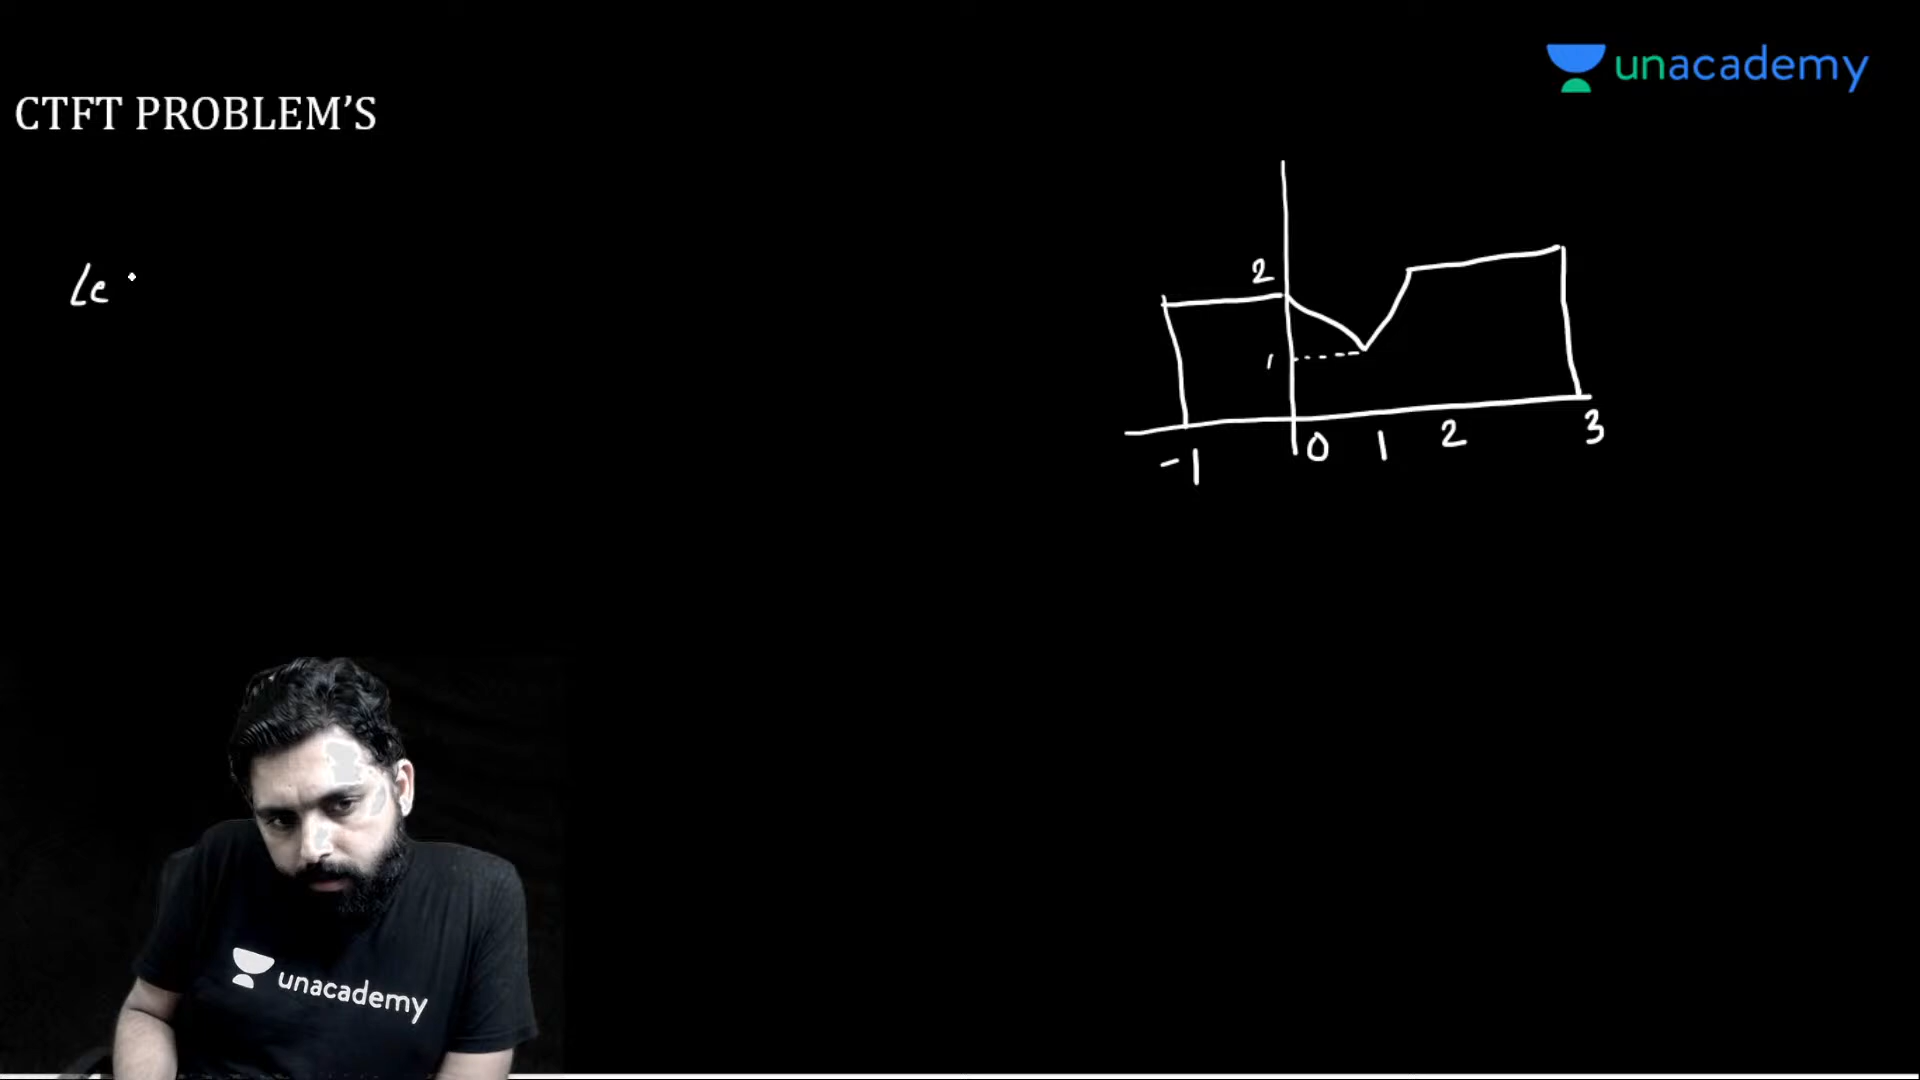 unacademy
CTFT PROBLEM’S
Le
2
1
0 1 2 3
-1
unacademy